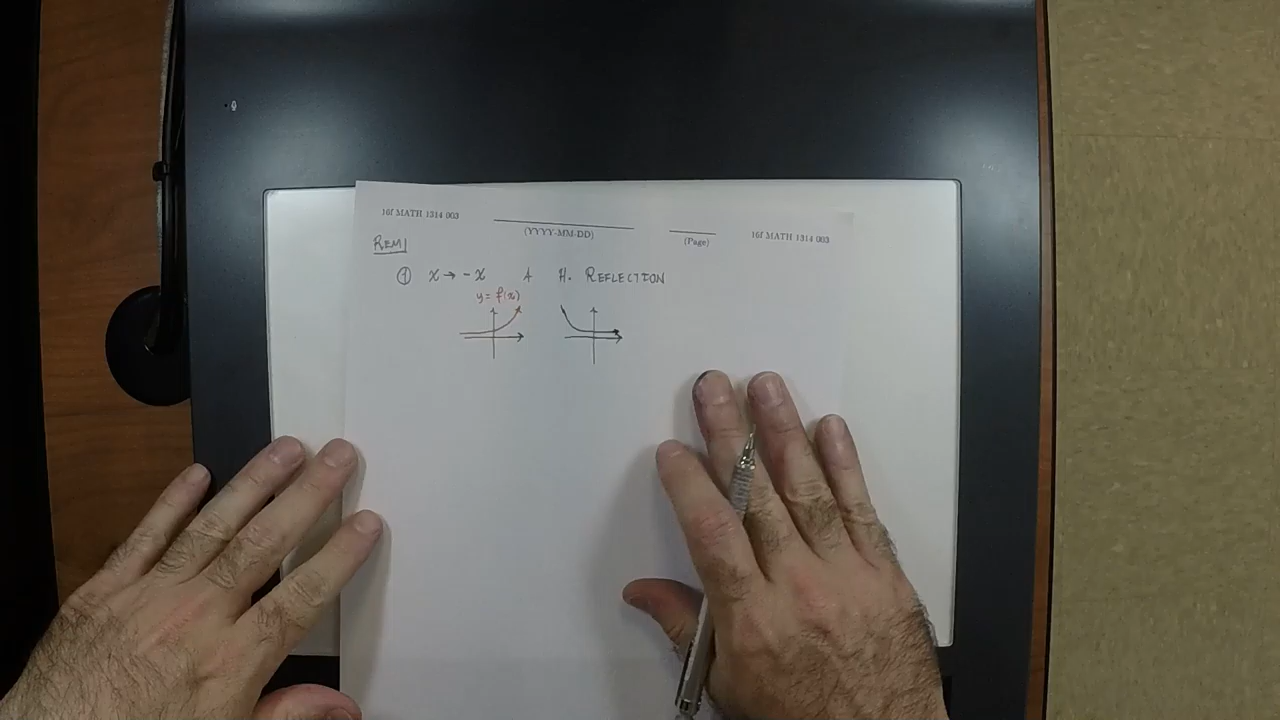 16f MATH 1314 003
(YYYY-MM-DD)
(Page)
16f MATH 1314 003
REM
① x → -x A H. REFLECTION
y = f(x)